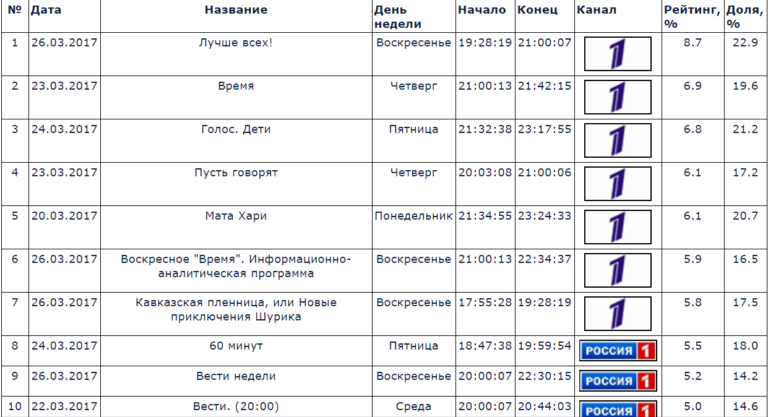 № Дата Название День недели Начало Конец Канал Рейтинг, % Доля, %
1 26.03.2017 Лучше всех! Воскресенье 19:28:19 21:00:07 1 8.7 22.9
2 23.03.2017 Время Четверг 21:00:13 21:42:15 1 6.9 19.6
3 24.03.2017 Голос. Дети Пятница 21:32:38 23:17:55 1 6.8 21.2
4 23.03.2017 Пусть говорят Четверг 20:03:08 21:00:06 1 6.1 17.2
5 20.03.2017 Мата Хари Понедельник 21:34:55 23:24:33 1 6.1 20.7
6 26.03.2017 Воскресное "Время". Информационно-
аналитическая программа Воскресенье 21:00:13 22:34:37 1 5.9 16.5
7 26.03.2017 Кавказская пленница, или Новые
приключения Шурика Воскресенье 17:55:28 19:28:19 1 5.8 17.5
8 24.03.2017 60 минут Пятница 18:47:38 19:59:54 РОССИЯ 1 5.5 18.0
9 26.03.2017 Вести недели Воскресенье 20:00:07 22:30:15 РОССИЯ 1 5.2 14.2
10 22.03.2017 Вести. (20:00) Среда 20:00:07 20:44:03 РОССИЯ 1 5.0 14.6